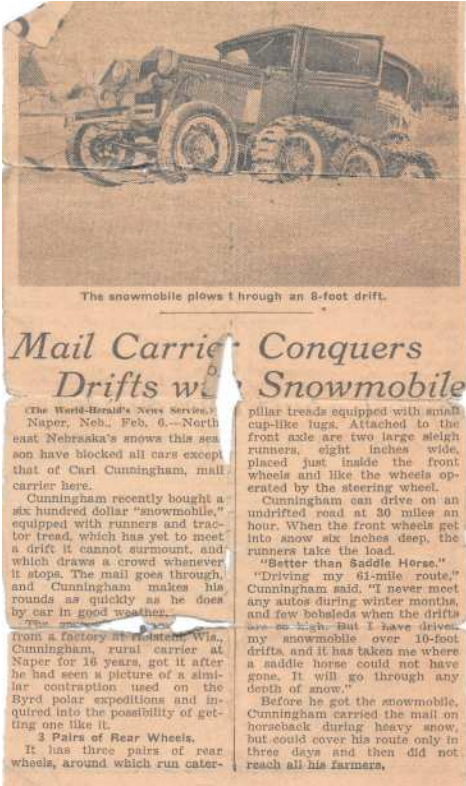 The snowmobile plows t hrough an 8-foot drift.
Mail Carrier Conquers
Drifts w Snowmobile
(The World-Herald's News Service.)
Naper, Neb., Feb. 6.—North
east Nebraska's snows this sea
son have blocked all cars except
that of Carl Cunningham, mail
carrier here.
Cunningham recently bought a
six hundred dollar "snowmobile,"
equipped with runners and trac-
tor tread, which has yet to meet
a drift it cannot surmount, and
which draws a crowd whenever
it stops. The mail goes through,
and Cunningham makes his
rounds as quickly as he does
by car in good weather.
The
from a factory at Holstein, Wis.,
Cunningham, rural carrier at
Naper for 16 years, got it after
he had seen a picture of a simi-
lar contraption used on the
Byrd polar expeditions and in-
quired into the possibility of get-
ting one like it.
3 Pairs of Rear Wheels.
It has three pairs of rear
wheels, around which run cater-
pillar treads equipped with small
cup-like lugs. Attached to the
front axle are two large sleigh
runners, eight inches wide,
placed just inside the front
wheels and like the wheels op-
erated by the steering wheel.
Cunningham can drive on an
undrifted road at 30 miles an
hour. When the front wheels get
into snow six inches deep, the
runners take the load.
"Better than Saddle Horse."
"Driving my 61-mile route,"
Cunningham said, "I never meet
any autos during winter months,
and few bobsleds when the drifts
are so high. But I have driven
my snowmobile over 10-foot
drifts, and it has taken me where
a saddle horse could not have
gone. It will go through any
depth of snow."
Before he got the snowmobile,
Cunningham carried the mail on
horseback during heavy snow,
but could cover his route only in
three days and then did not
reach all his farmers.